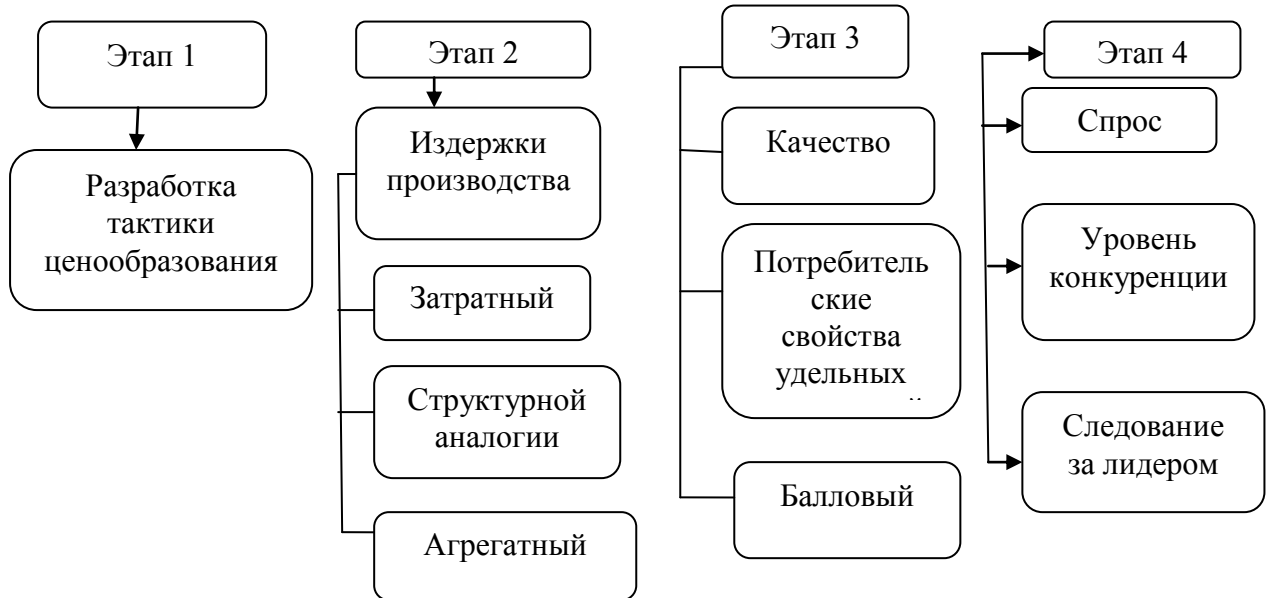 Этап 1
Разработка
тактики
ценообразования
Этап 2
Издержки
производства
Затратный
Структурной
аналогии
Агрегатный
Этап 3
Качество
Потребитель
ские
свойства
удельных
Балловый
Этап 4
Спрос
Уровень
конкуренции
Следование
за лидером